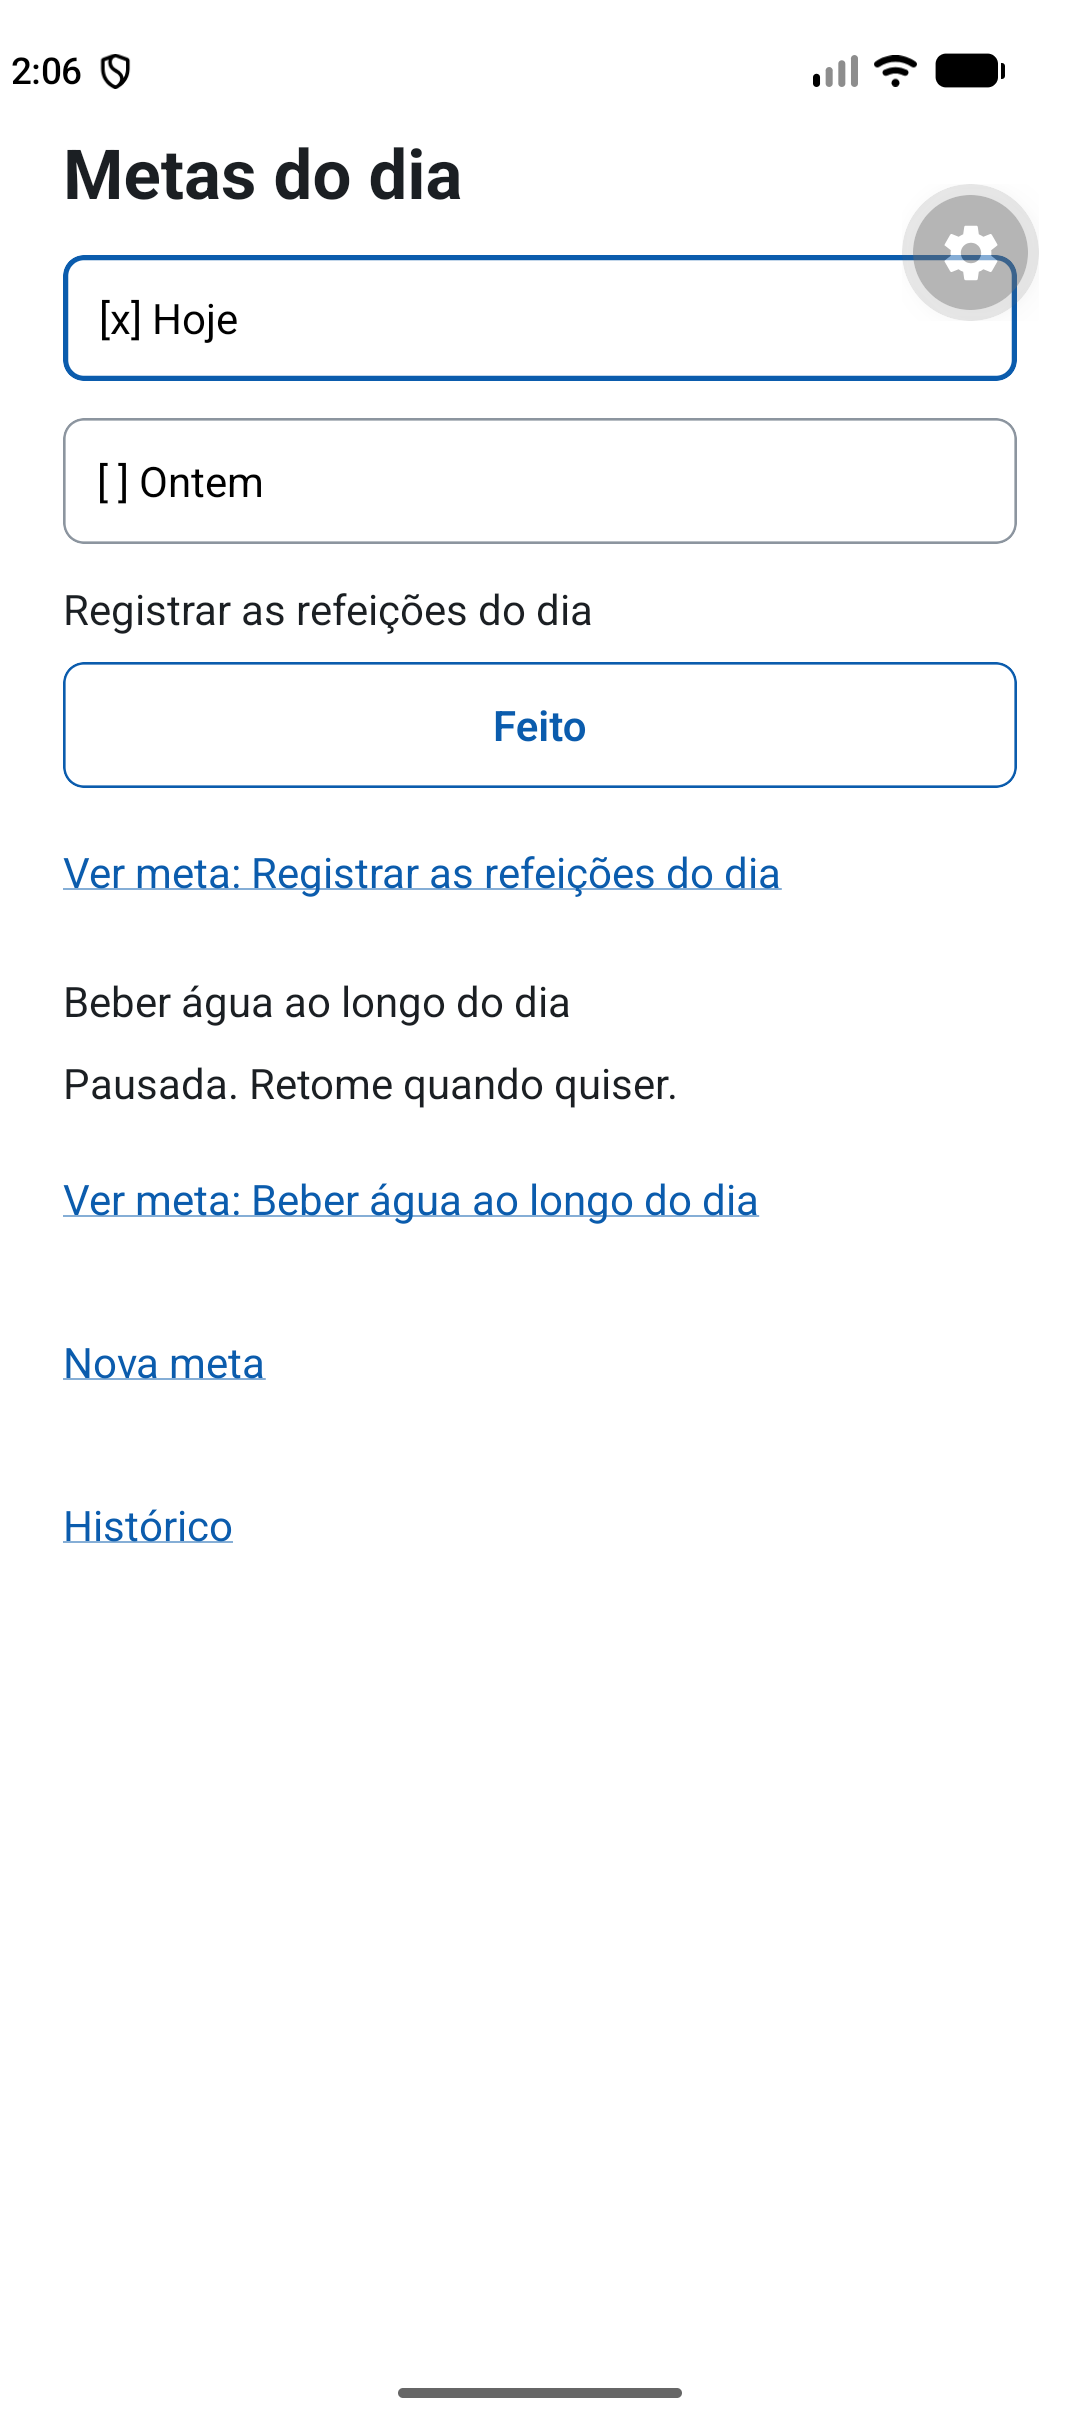 2:06
Metas do dia
[x] Hoje
[ ] Ontem
Registrar as refeições do dia
Feito
Ver meta: Registrar as refeições do dia
Beber água ao longo do dia
Pausada. Retome quando quiser.
Ver meta: Beber água ao longo do dia
Nova meta
Histórico